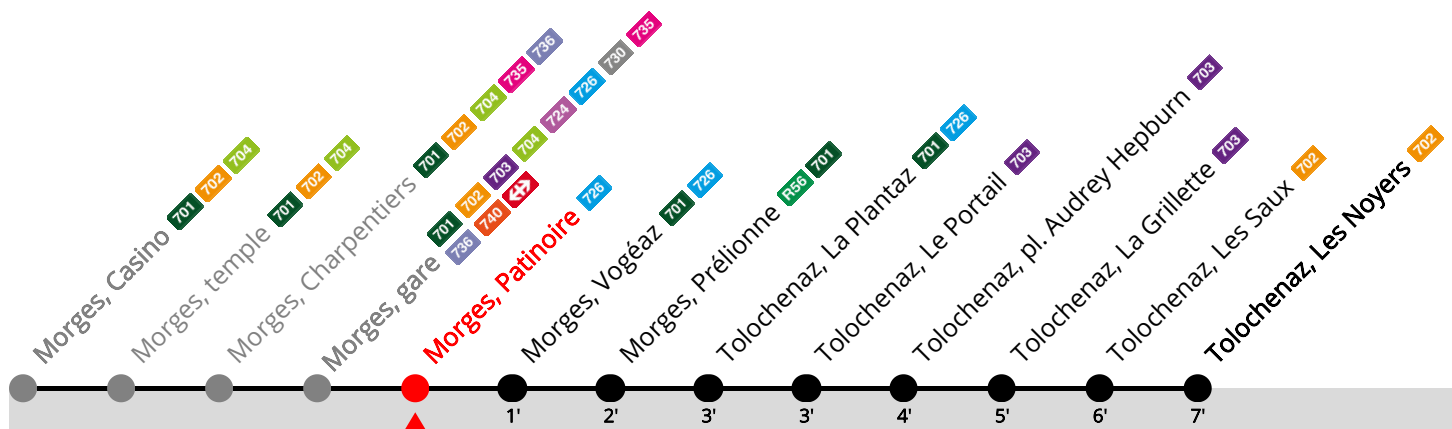 Morges, Casino 701 702 704
Morges, temple 701 702 704
Morges, Charpentiers 701 702 704 735 736
Morges, gare 701 702 703 704 724 726 730 735
736 740
Morges, Patinoire 726
Morges, Vogéaz 701 726
Morges, Prélionne R56 701
Tolochenaz, La Plantaz 701 726
Tolochenaz, Le Portail 703
Tolochenaz, pl. Audrey Hepburn 703
Tolochenaz, La Grillette 703
Tolochenaz, Les Saux 702
Tolochenaz, Les Noyers 702
1' 2' 3' 3' 4' 5' 6' 7'